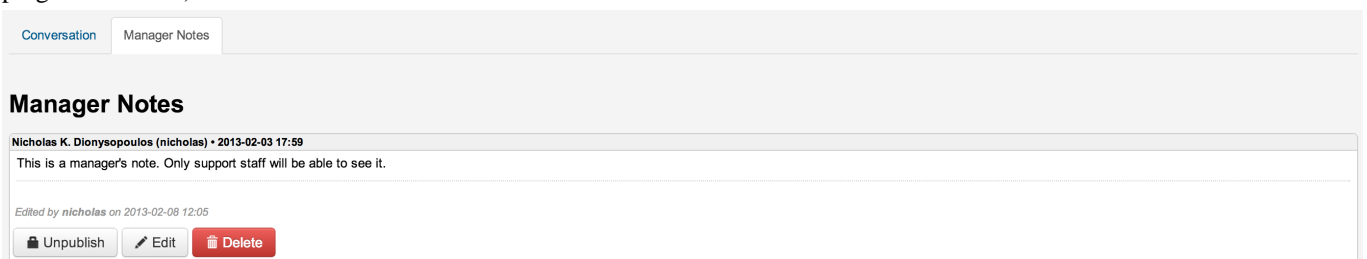 Conversation Manager Notes
Manager Notes
Nicholas K. Dionysopoulos (nicholas) • 2013-02-03 17:59
This is a manager's note. Only support staff will be able to see it.
Edited by nicholas on 2013-02-08 12:05
Unpublish Edit Delete